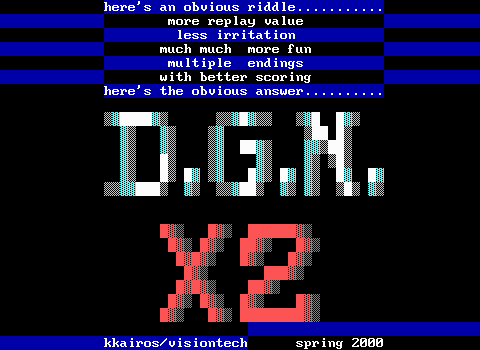 here's an obvious riddle...........
more replay value
less irritation
much much  more fun
multiple  endings
with better scoring
here's the obvious answer..........
D.G.N.
X2
kkairos/visiontech      spring 2000